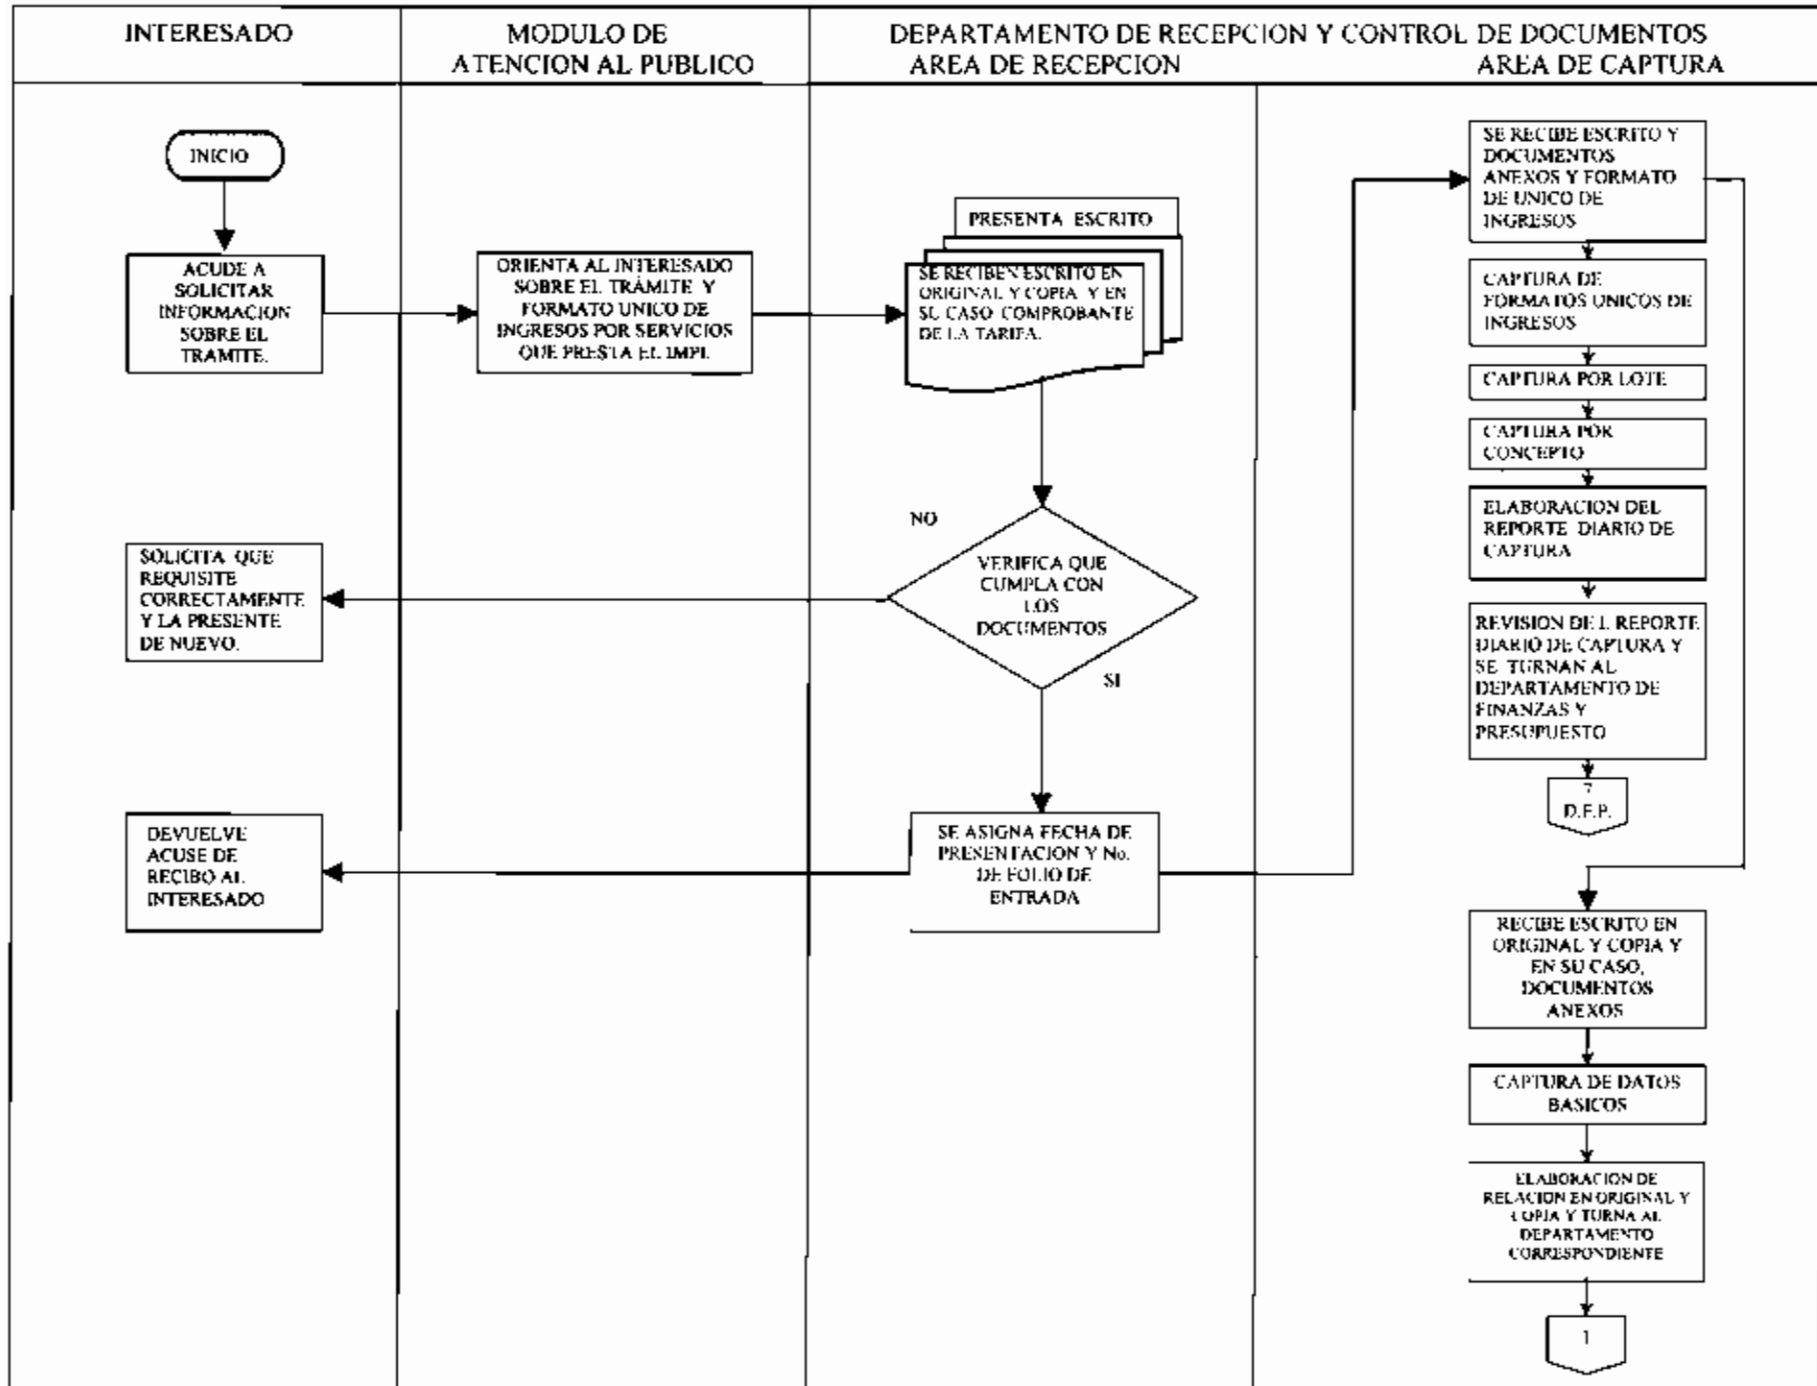 INTERESADO
MODULO DE
ATENCION AL PUBLICO
DEPARTAMENTO DE RECEPCION Y CONTROL DE DOCUMENTOS
AREA DE RECEPCION
AREA DE CAPTURA
INICIO
ACUDE A
SOLICITAR
INFORMACION
SOBRE EL
TRAMITE.
ORIENTA AL INTERESADO
SOBRE EL TRÁMITE Y
FORMATO UNICO DE
INGRESOS POR SERVICIOS
QUE PRESTA EL IMPI.
PRESENTA ESCRITO
SE RECIBEN ESCRITO EN
ORIGINAL Y COPIA Y EN
SU CASO COMPROBANTE
DE LA TARIFA.
NO
VERIFICA QUE
CUMPLA CON
LOS
DOCUMENTOS
SI
SOLICITA QUE
REQUISITE
CORRECTAMENTE
Y LA PRESENTE
DE NUEVO.
SE ASIGNA FECHA DE
PRESENTACION Y No.
DE FOLIO DE
ENTRADA
DEVUELVE
ACUSE DE
RECIBO AL
INTERESADO
SE RECIBE ESCRITO Y
DOCUMENTOS
ANEXOS Y FORMATO
DE UNICO DE
INGRESOS
CAPTURA DE
FORMATOS UNICOS DE
INGRESOS
CAPTURA POR LOTE
CAPTURA POR
CONCEPTO
ELABORACION DEL
REPORTE DIARIO DE
CAPTURA
REVISION DE L REPORTE
DIARIO DE CAPTURA Y
SE TURNAN AL
DEPARTAMENTO DE
FINANZAS Y
PRESUPUESTO
D.F.P.
RECIBE ESCRITO EN
ORIGINAL Y COPIA Y
EN SU CASO,
DOCUMENTOS
ANEXOS
CAPTURA DE DATOS
BASICOS
ELABORACION DE
RELACION EN ORIGINAL Y
COPIA Y TURNA AL
DEPARTAMENTO
CORRESPONDIENTE
1